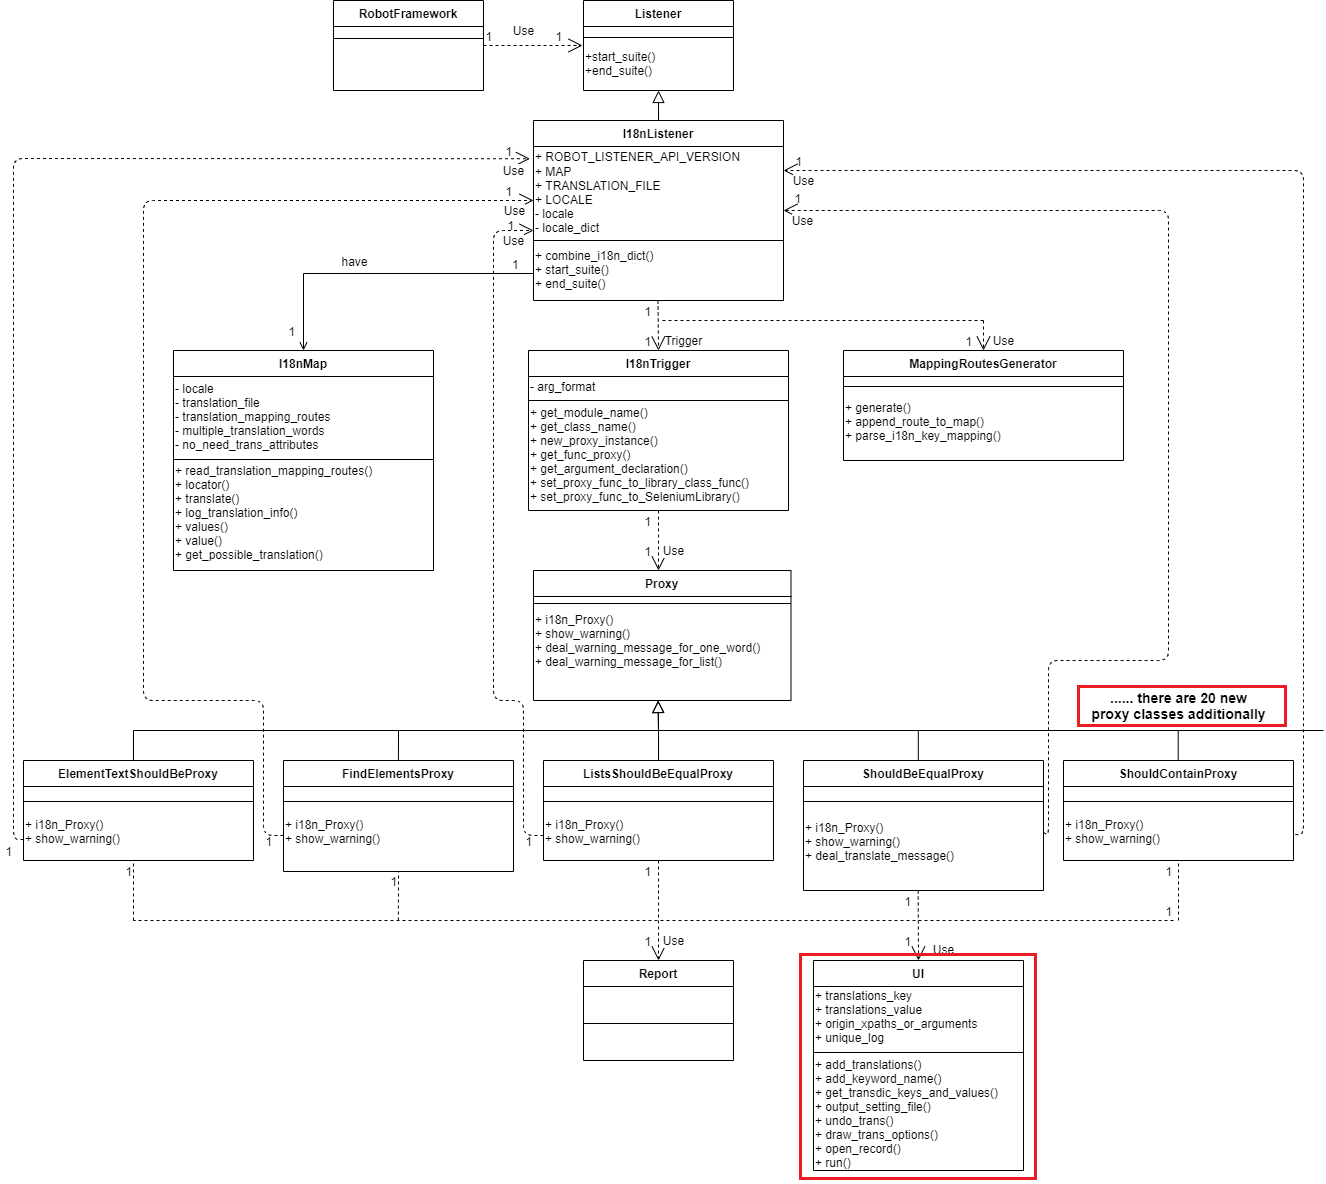 RobotFramework
Listener
1
Use
1
+start_suite()
+end_suite()
I18nListener
+ ROBOT_LISTENER_API_VERSION
+ MAP
+ TRANSLATION_FILE
+ LOCALE
- locale
- locale_dict
+ combine_i18n_dict()
+ start_suite()
+ end_suite()
1
Use
1
Use
1
Use
1
Use
1
Use
have
1
1
1
1
Trigger
1
Use
I18nMap
- locale
- translation_file
- translation_mapping_routes
- multiple_translation_words
- no_need_trans_attributes
+ read_translation_mapping_routes()
+ locator()
+ translate()
+ log_translation_info()
+ values()
+ value()
+ get_possible_translation()
I18nTrigger
- arg_format
+ get_module_name()
+ get_class_name()
+ new_proxy_instance()
+ get_func_proxy()
+ get_argument_declaration()
+ set_proxy_func_to_library_class_func()
+ set_proxy_func_to_SeleniumLibrary()
MappingRoutesGenerator
+ generate()
+ append_route_to_map()
+ parse_i18n_key_mapping()
1
1
Use
Proxy
+ i18n_Proxy()
+ show_warning()
+ deal_warning_message_for_one_word()
+ deal_warning_message_for_list()
...... there are 20 new
proxy classes additionally
ElementTextShouldBeProxy
+ i18n_Proxy()
+ show_warning()
1
FindElementsProxy
+ i18n_Proxy()
+ show_warning()
1
ListsShouldBeEqualProxy
+ i18n_Proxy()
+ show_warning()
1
ShouldBeEqualProxy
+ i18n_Proxy()
+ show_warning()
+ deal_translate_message()
ShouldContainProxy
+ i18n_Proxy()
+ show_warning()
1
1
1
1
1
1
1
Use
1
Use
Report
UI
+ translations_key
+ translations_value
+ origin_xpaths_or_arguments
+ unique_log
+ add_translations()
+ add_keyword_name()
+ get_transdic_keys_and_values()
+ output_setting_file()
+ undo_trans()
+ draw_trans_options()
+ open_record()
+ run()